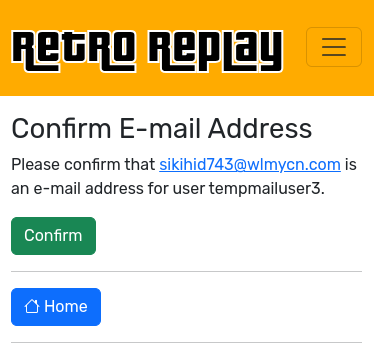 Retro Replay
Confirm E-mail Address
Please confirm that sikihid743@wlmycn.com is
an e-mail address for user tempmailuser3.
Confirm
Home